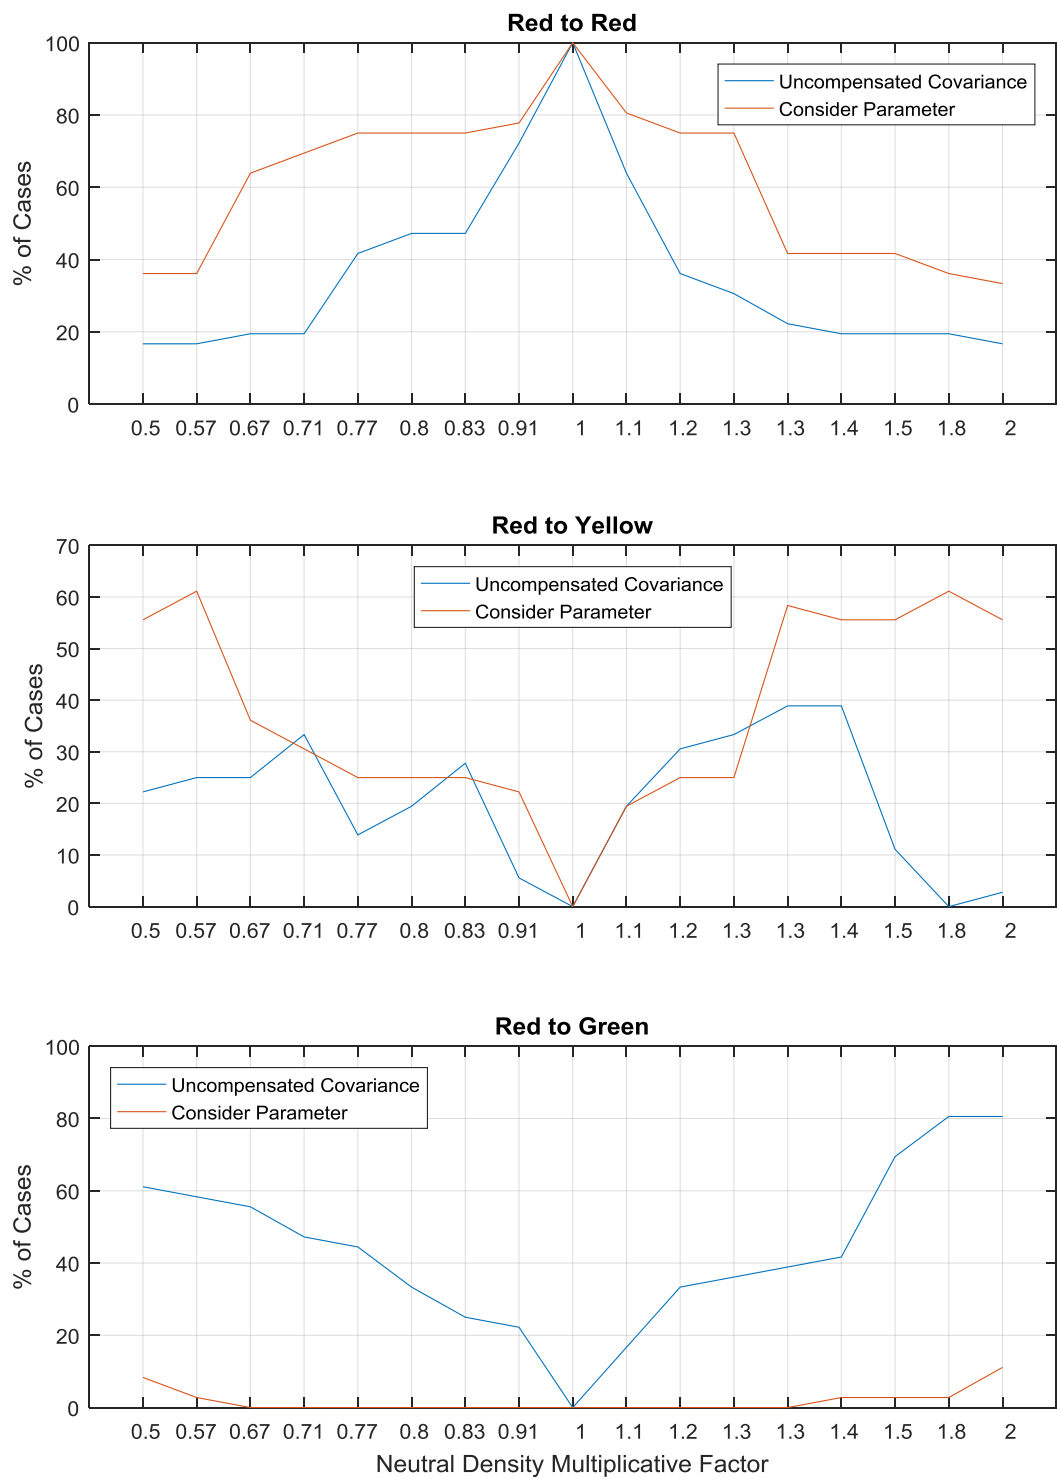 Red to Red
100
80
60
40
20
0
% of Cases
Uncompensated Covariance
Consider Parameter
0.5 0.57 0.67 0.71 0.77 0.8 0.83 0.91 1 1.1 1.2 1.3 1.3 1.4 1.5 1.8 2
Red to Yellow
70
60
50
40
30
20
10
0
% of Cases
Uncompensated Covariance
Consider Parameter
0.5 0.57 0.67 0.71 0.77 0.8 0.83 0.91 1 1.1 1.2 1.3 1.3 1.4 1.5 1.8 2
Red to Green
100
80
60
40
20
0
% of Cases
Uncompensated Covariance
Consider Parameter
0.5 0.57 0.67 0.71 0.77 0.8 0.83 0.91 1 1.1 1.2 1.3 1.3 1.4 1.5 1.8 2
Neutral Density Multiplicative Factor